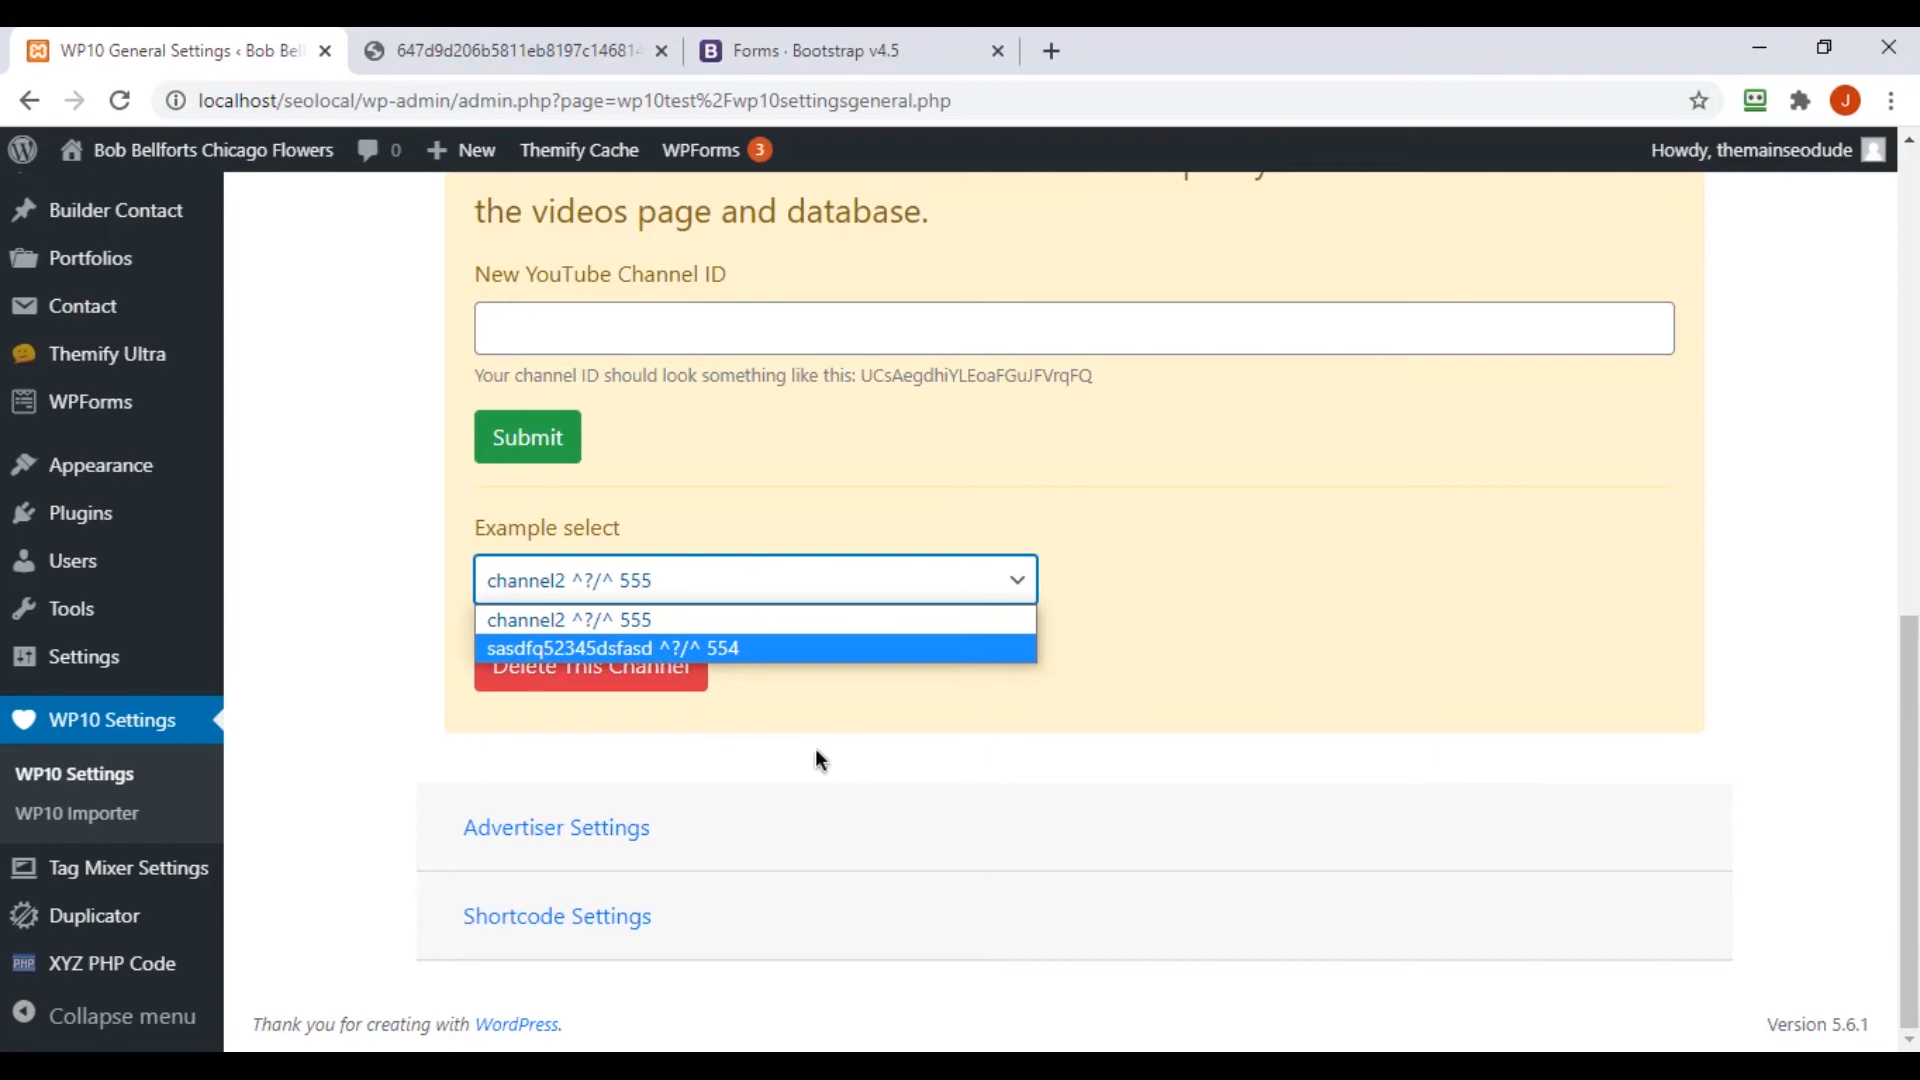 WP10 General Settings ‹ Bob Bell
647d9d206b5811eb8197c14681
Forms · Bootstrap v4.5
localhost/seolocal/wp-admin/admin.php?page=wp10test%2Fwp10settingsgeneral.php
J
Bob Bellforts Chicago Flowers
0
New
Themify Cache
WPForms 3
Howdy, themainseodude
Builder Contact
Portfolios
Contact
Themify Ultra
WPForms
Appearance
Plugins
Users
Tools
Settings
WP10 Settings
WP10 Settings
WP10 Importer
Tag Mixer Settings
Duplicator
PHP XYZ PHP Code
Collapse menu
the videos page and database.
New YouTube Channel ID
Your channel ID should look something like this: UCsAegdhiYLEoaFGuJFVrqFQ
Submit
Example select
channel2 ^?/^ 555
channel2 ^?/^ 555
sasdfq52345dsfasd ^?/^ 554
Delete This Channel
Advertiser Settings
Shortcode Settings
Thank you for creating with WordPress.
Version 5.6.1